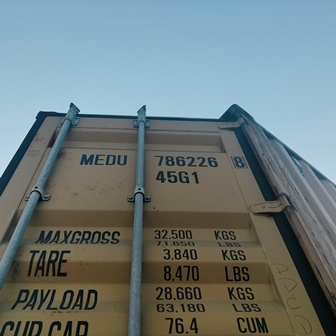 MEDU 786226 8
45G1
MAXGROSS 32.500 KGS
71.650 LBS
TARE 3.840 KGS
8,470 LBS
PAYLOAD 28,660 KGS
63.180 LBS
CUB CAP 76.4 CUM